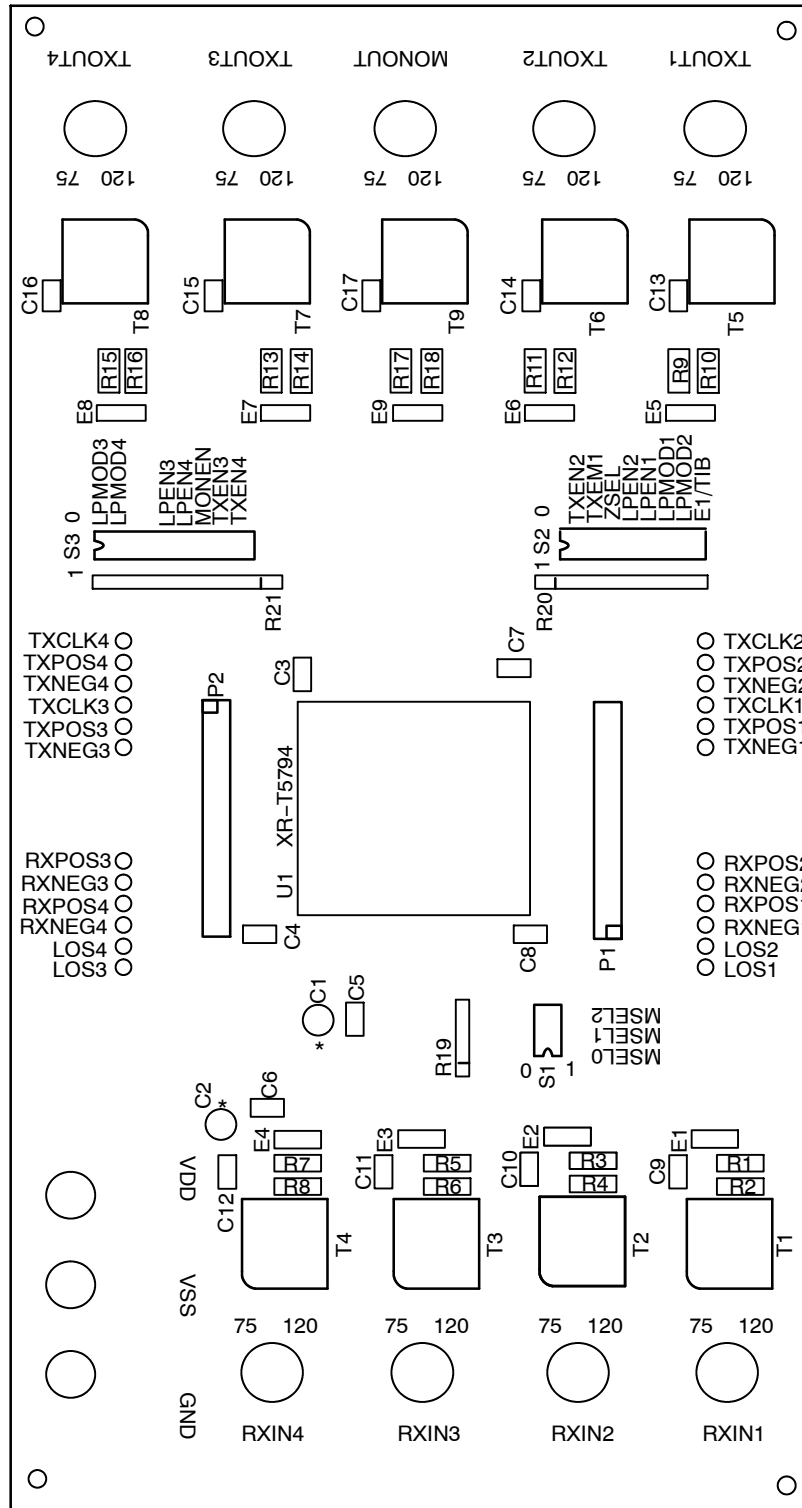 TXOUT4 TXOUT3 MONOUT TXOUT2 TXOUT1
75 120 75 120 75 120 75 120 75 120
C16 T8 C15 T7 C17 T9 C14 T6 C13 T5
R15 R16 R13 R14 R17 R18 R11 R12 R9 R10
E8 E7 E9 E6 E5
LPMOD3
LPMOD4
LPEN3
LPEN4
MONEN
TXEN3
TXEN4
TXEN2
TXEM1
ZSEL
LPEN2
LPEN1
LPMOD1
LPMOD2
E1/TIB
1 S3 0
1 S2 0
R21 R20
TXCLK4
TXPOS4
TXNEG4
TXCLK3
TXPOS3
TXNEG3
P2 C3 C7
TXCLK2
TXPOS2
TXNEG2
TXCLK1
TXPOS1
TXNEG1
U1 XR-T5794
RXPOS3
RXNEG3
RXPOS4
RXNEG4
LOS4
LOS3
C4 C8 P1
RXPOS2
RXNEG2
RXPOS1
RXNEG1
LOS2
LOS1
C1 C5
*
R19
0 S1 1
MSEL2
MSEL1
MSEL0
C2 * C6
E4 E3 E2 E1
VDD C12 R7 C11 R5 C10 R3 C9 R1
R8 R6 R4 R2
T4 T3 T2 T1
VSS
75 120 75 120 75 120 75 120
GND
RXIN4 RXIN3 RXIN2 RXIN1